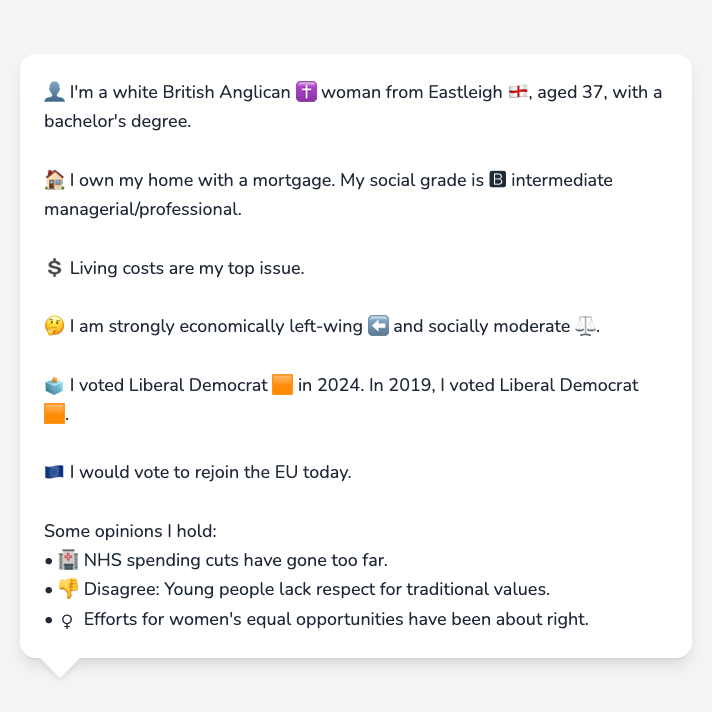 👤 I'm a white British Anglican ✝️ woman from Eastleigh 🏴󠁧󠁢󠁥󠁮󠁧󠁿, aged 37, with a
bachelor's degree.
🏠 I own my home with a mortgage. My social grade is 🅱 intermediate
managerial/professional.
💲 Living costs are my top issue.
🤔 I am strongly economically left-wing ⬅️ and socially moderate ⚖️.
🗳️ I voted Liberal Democrat 🟧 in 2024. In 2019, I voted Liberal Democrat
🟧.
🇪🇺 I would vote to rejoin the EU today.
Some opinions I hold:
• 🏥 NHS spending cuts have gone too far.
• 👎 Disagree: Young people lack respect for traditional values.
• ♀ Efforts for women's equal opportunities have been about right.